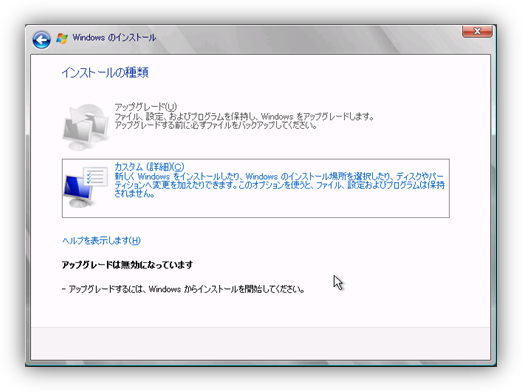 Windows のインストール
インストールの種類
アップグレード(U)
ファイル、設定、およびプログラムを保持し、Windows をアップグレードします。
アップグレードする前に必ずファイルをバックアップしてください。
カスタム (詳細)(C)
新しく Windows をインストールしたり、Windows のインストール場所を選択したり、ディスクやパー
ティションへ変更を加えたりできます。このオプションを使うと、ファイル、設定およびプログラムは保持
されません。
ヘルプを表示します(H)
アップグレードは無効になっています
- アップグレードするには、Windows からインストールを開始してください。